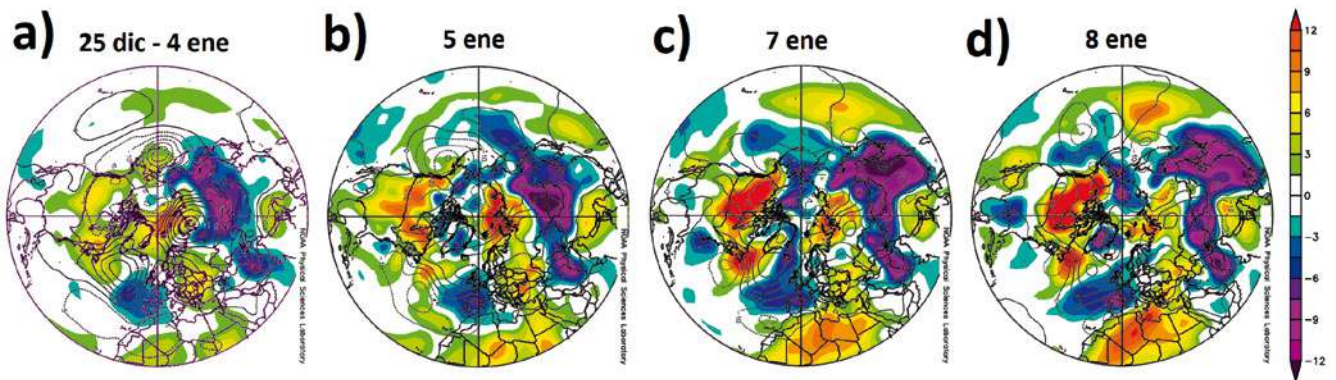 a) 25 dic - 4 ene
b) 5 ene
c) 7 ene
d) 8 ene
12
9
6
3
0
-3
-6
-9
-12
NOAA Physical Sciences Laboratory
NOAA Physical Sciences Laboratory
NOAA Physical Sciences Laboratory
NOAA Physical Sciences Laboratory